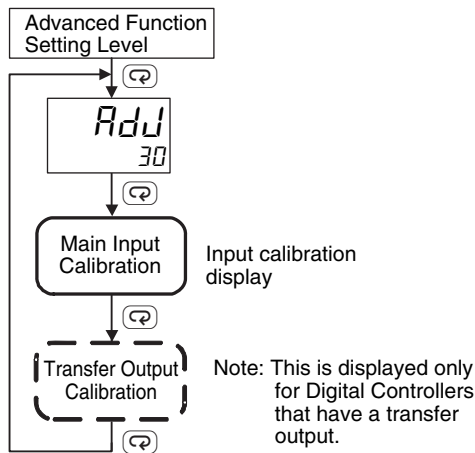 Advanced Function
Setting Level
AdJ
30
Main Input
Calibration
Input calibration
display
Transfer Output
Calibration
Note: This is displayed only
for Digital Controllers
that have a transfer
output.